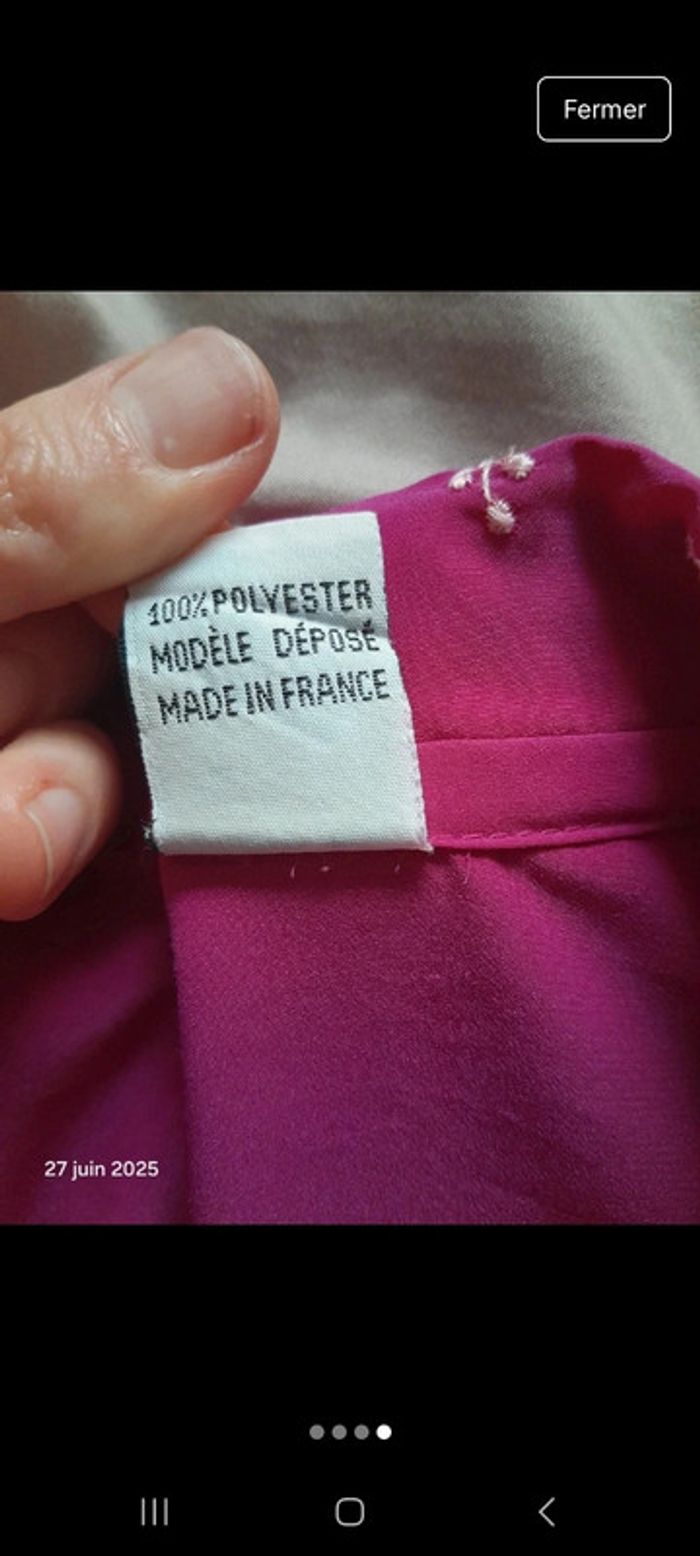 Fermer
100% POLYESTER
MODÈLE DÉPOSÉ
MADE IN FRANCE
27 juin 2025